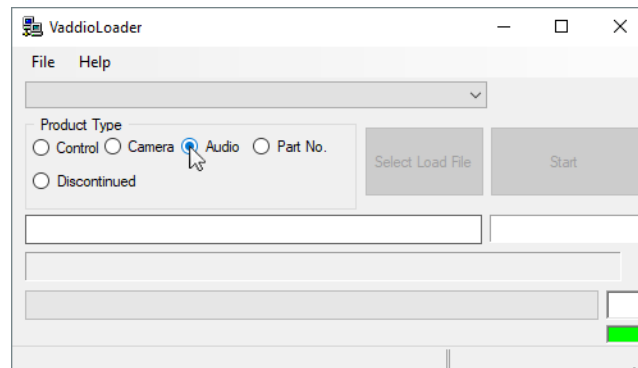 VaddioLoader
File Help
Product Type
Control Camera Audio Part No.
Select Load File Start
Discontinued